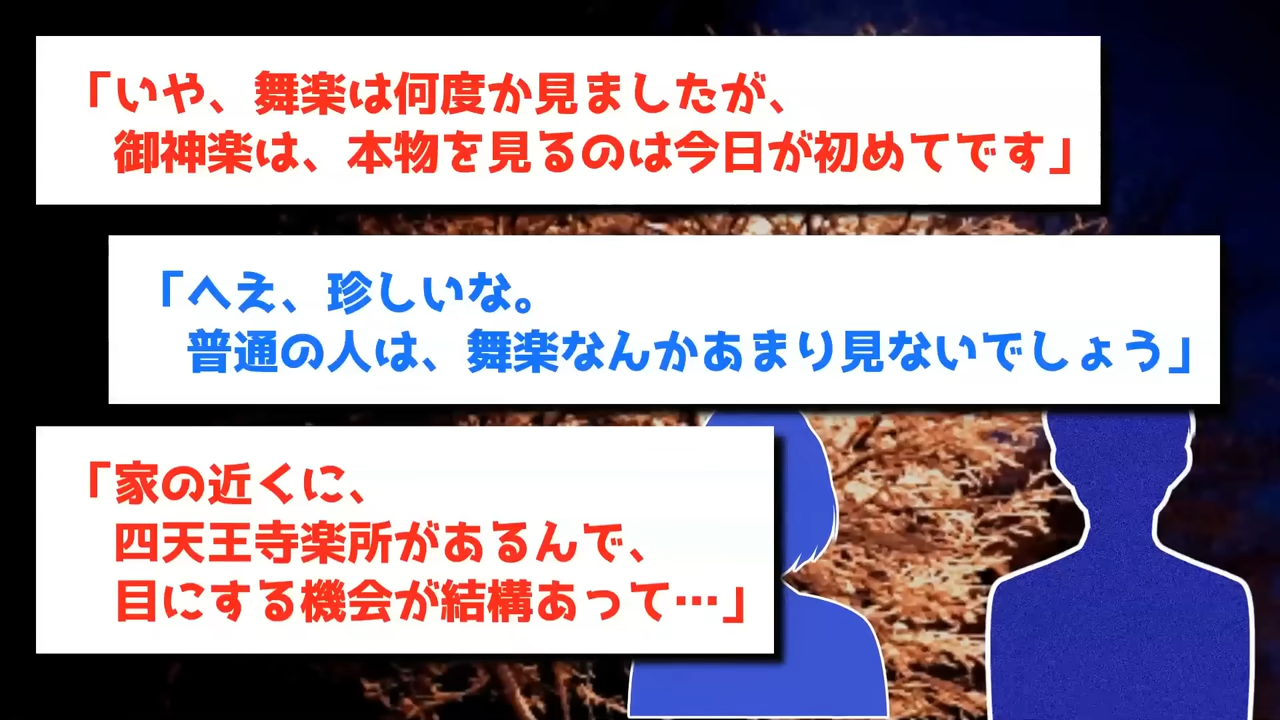 「いや、舞楽は何度か見ましたが、
御神楽は、本物を見るのは今日が初めてです」
「へえ、珍しいな。
普通の人は、舞楽なんかあまり見ないでしょう」
「家の近くに、
四天王寺楽所があるんで、
目にする機会が結構あって…」